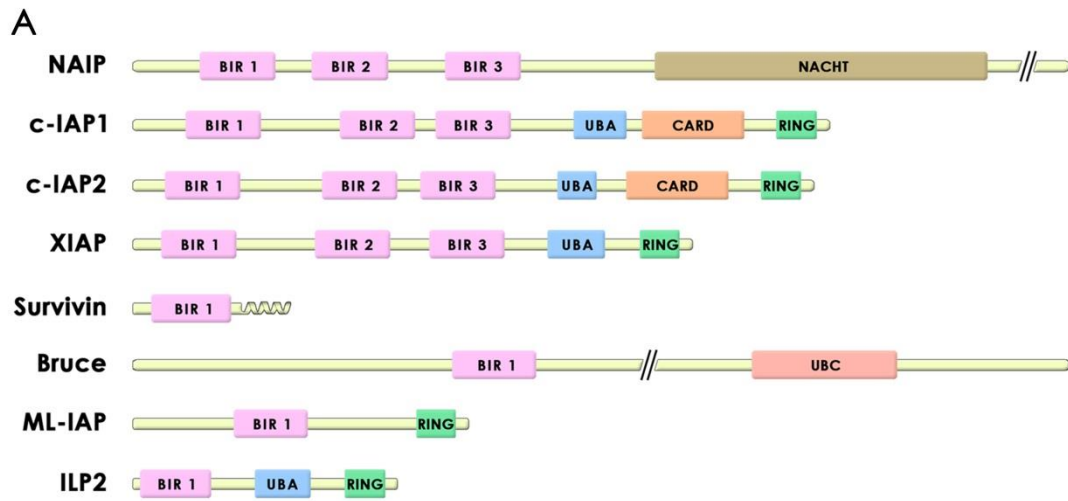 A
NAIP BIR 1 BIR 2 BIR 3 NACHT
c-IAP1 BIR 1 BIR 2 BIR 3 UBA CARD RING
c-IAP2 BIR 1 BIR 2 BIR 3 UBA CARD RING
XIAP BIR 1 BIR 2 BIR 3 UBA RING
Survivin BIR 1
Bruce BIR 1 UBC
ML-IAP BIR 1 RING
ILP2 BIR 1 UBA RING